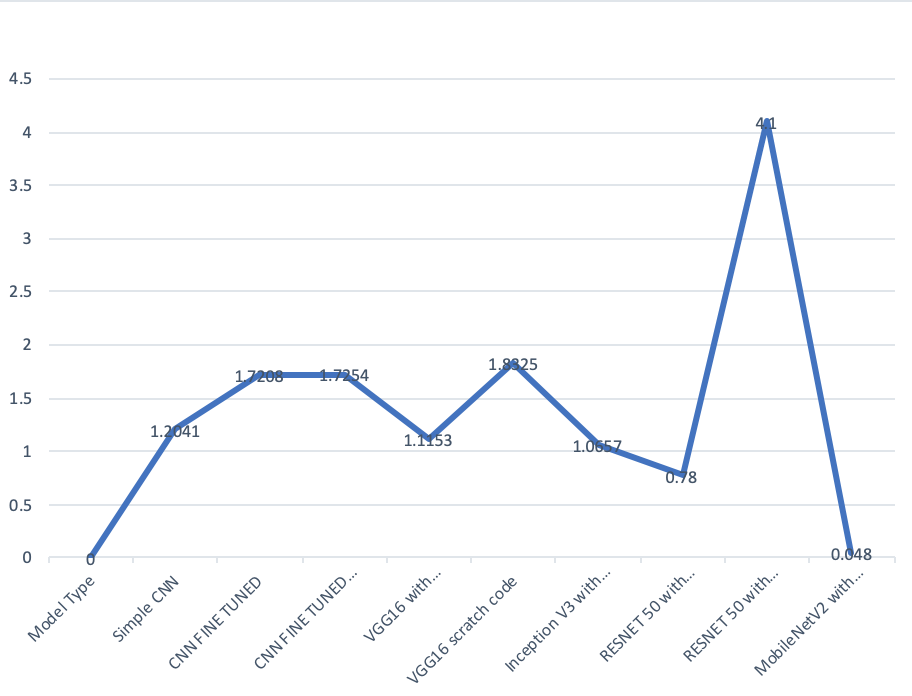 4.5
4
3.5
3
2.5
2
1.5
1
0.5
0
0
1.2041
1.7208
1.7254
1.1153
1.8325
1.0657
0.78
4.1
0.048
Model Type
Simple CNN
CNN FINE TUNED
CNN FINE TUNED...
VGG16 with...
VGG16 scratch code
Inception V3 with...
RESNET 50 with...
RESNET 50 with...
MobileNetV2 with...